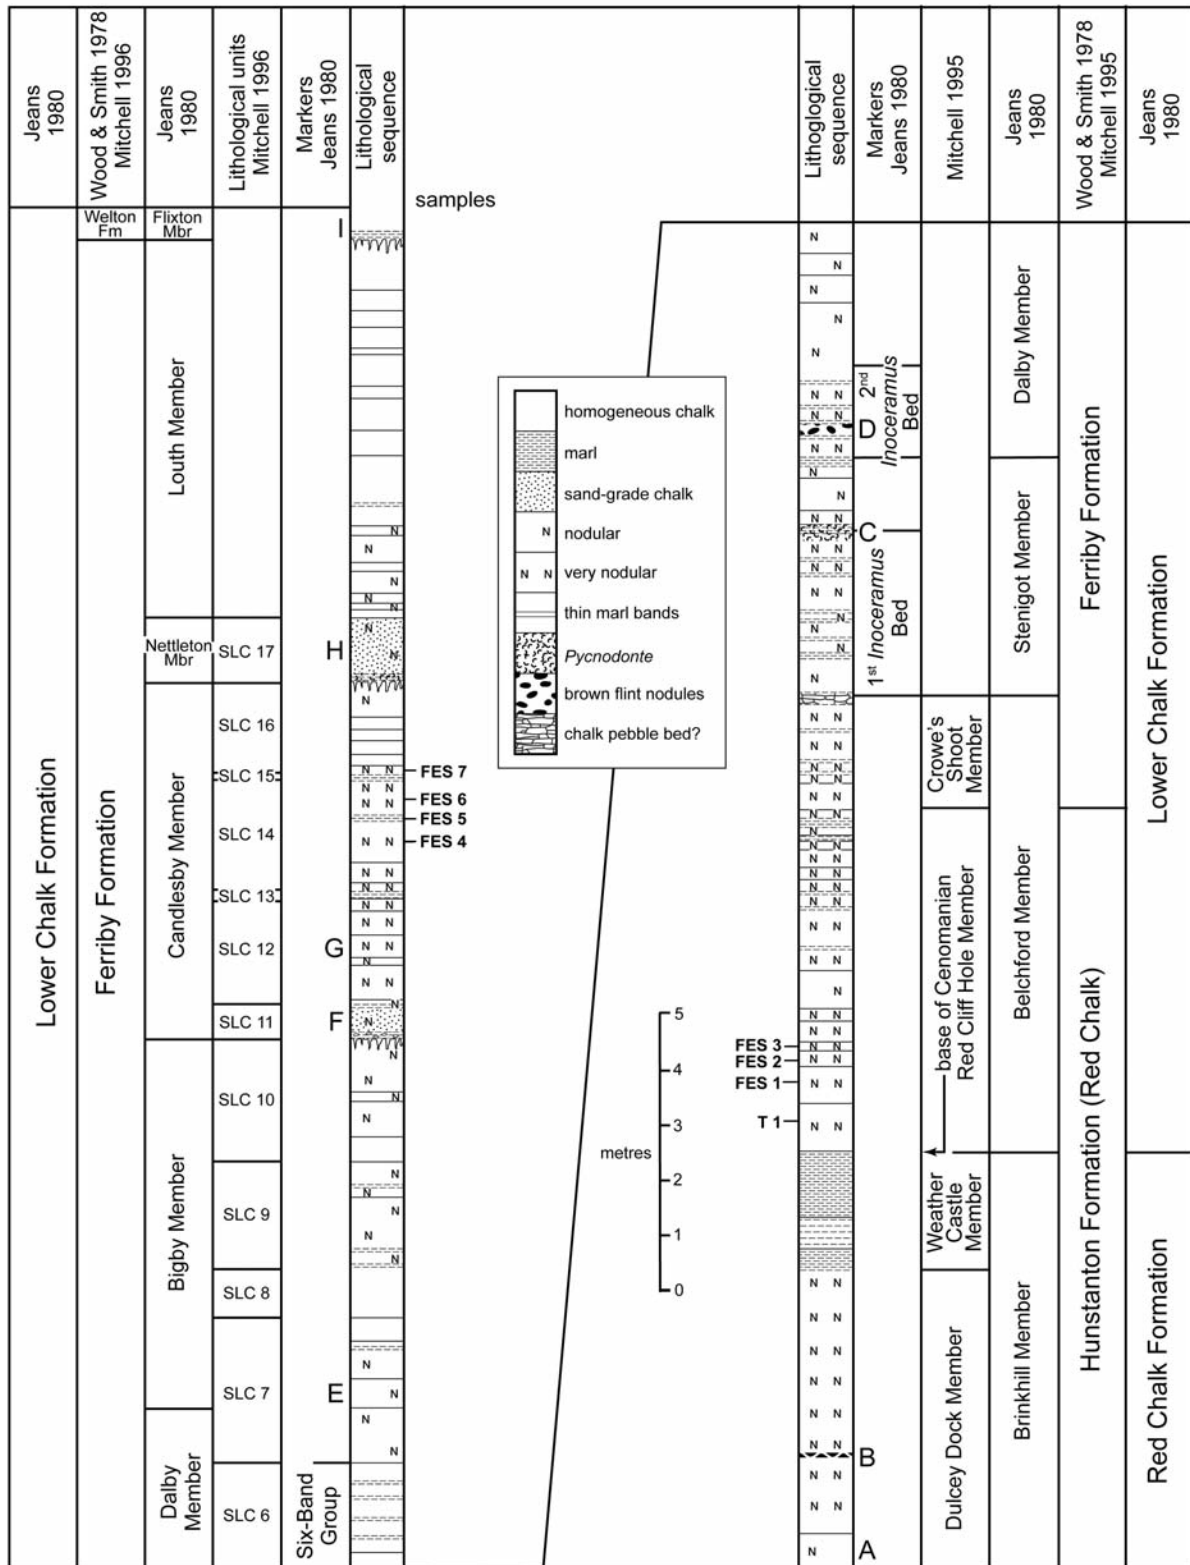 Jeans
1980
Wood & Smith 1978
Mitchell 1996
Jeans
1980
Lithological units
Mitchell 1996
Markers
Jeans 1980
Lithological
sequence
samples
Lower Chalk Formation
Welton
Fm
Ferriby Formation
Flixton
Mbr
Louth Member
Nettleton
Mbr
Candlesby Member
Bigby Member
Dalby
Member
SLC 17
SLC 16
SLC 15
SLC 14
SLC 13
SLC 12
SLC 11
SLC 10
SLC 9
SLC 8
SLC 7
SLC 6
I
H
G
F
E
Six-Band
Group
FES 7
FES 6
FES 5
FES 4
homogeneous chalk
marl
sand-grade chalk
N nodular
N N very nodular
thin marl bands
Pycnodonte
brown flint nodules
chalk pebble bed?
5
4
3
2
1
0
metres
Lithoglogical
sequence
Markers
Jeans 1980
Mitchell 1995
Jeans
1980
Wood & Smith 1978
Mitchell 1995
Jeans
1980
FES 3
FES 2
FES 1
T 1
2nd
Inoceramus
Bed
D
C
1st Inoceramus
Bed
B
A
Crowe's
Shoot
Member
base of Cenomanian
Red Cliff Hole Member
Weather
Castle
Member
Dulcey Dock Member
Dalby Member
Stenigot Member
Belchford Member
Brinkhill Member
Ferriby Formation
Hunstanton Formation (Red Chalk)
Lower Chalk Formation
Red Chalk Formation